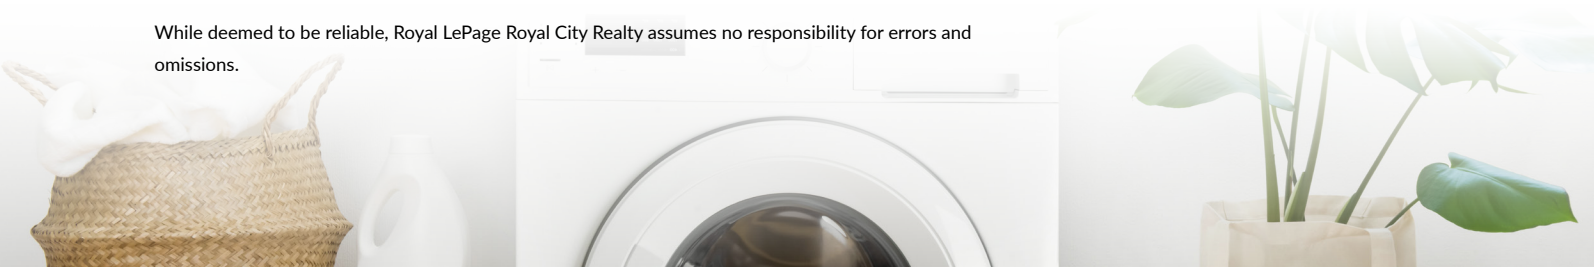 While deemed to be reliable, Royal LePage Royal City Realty assumes no responsibility for errors and
omissions.